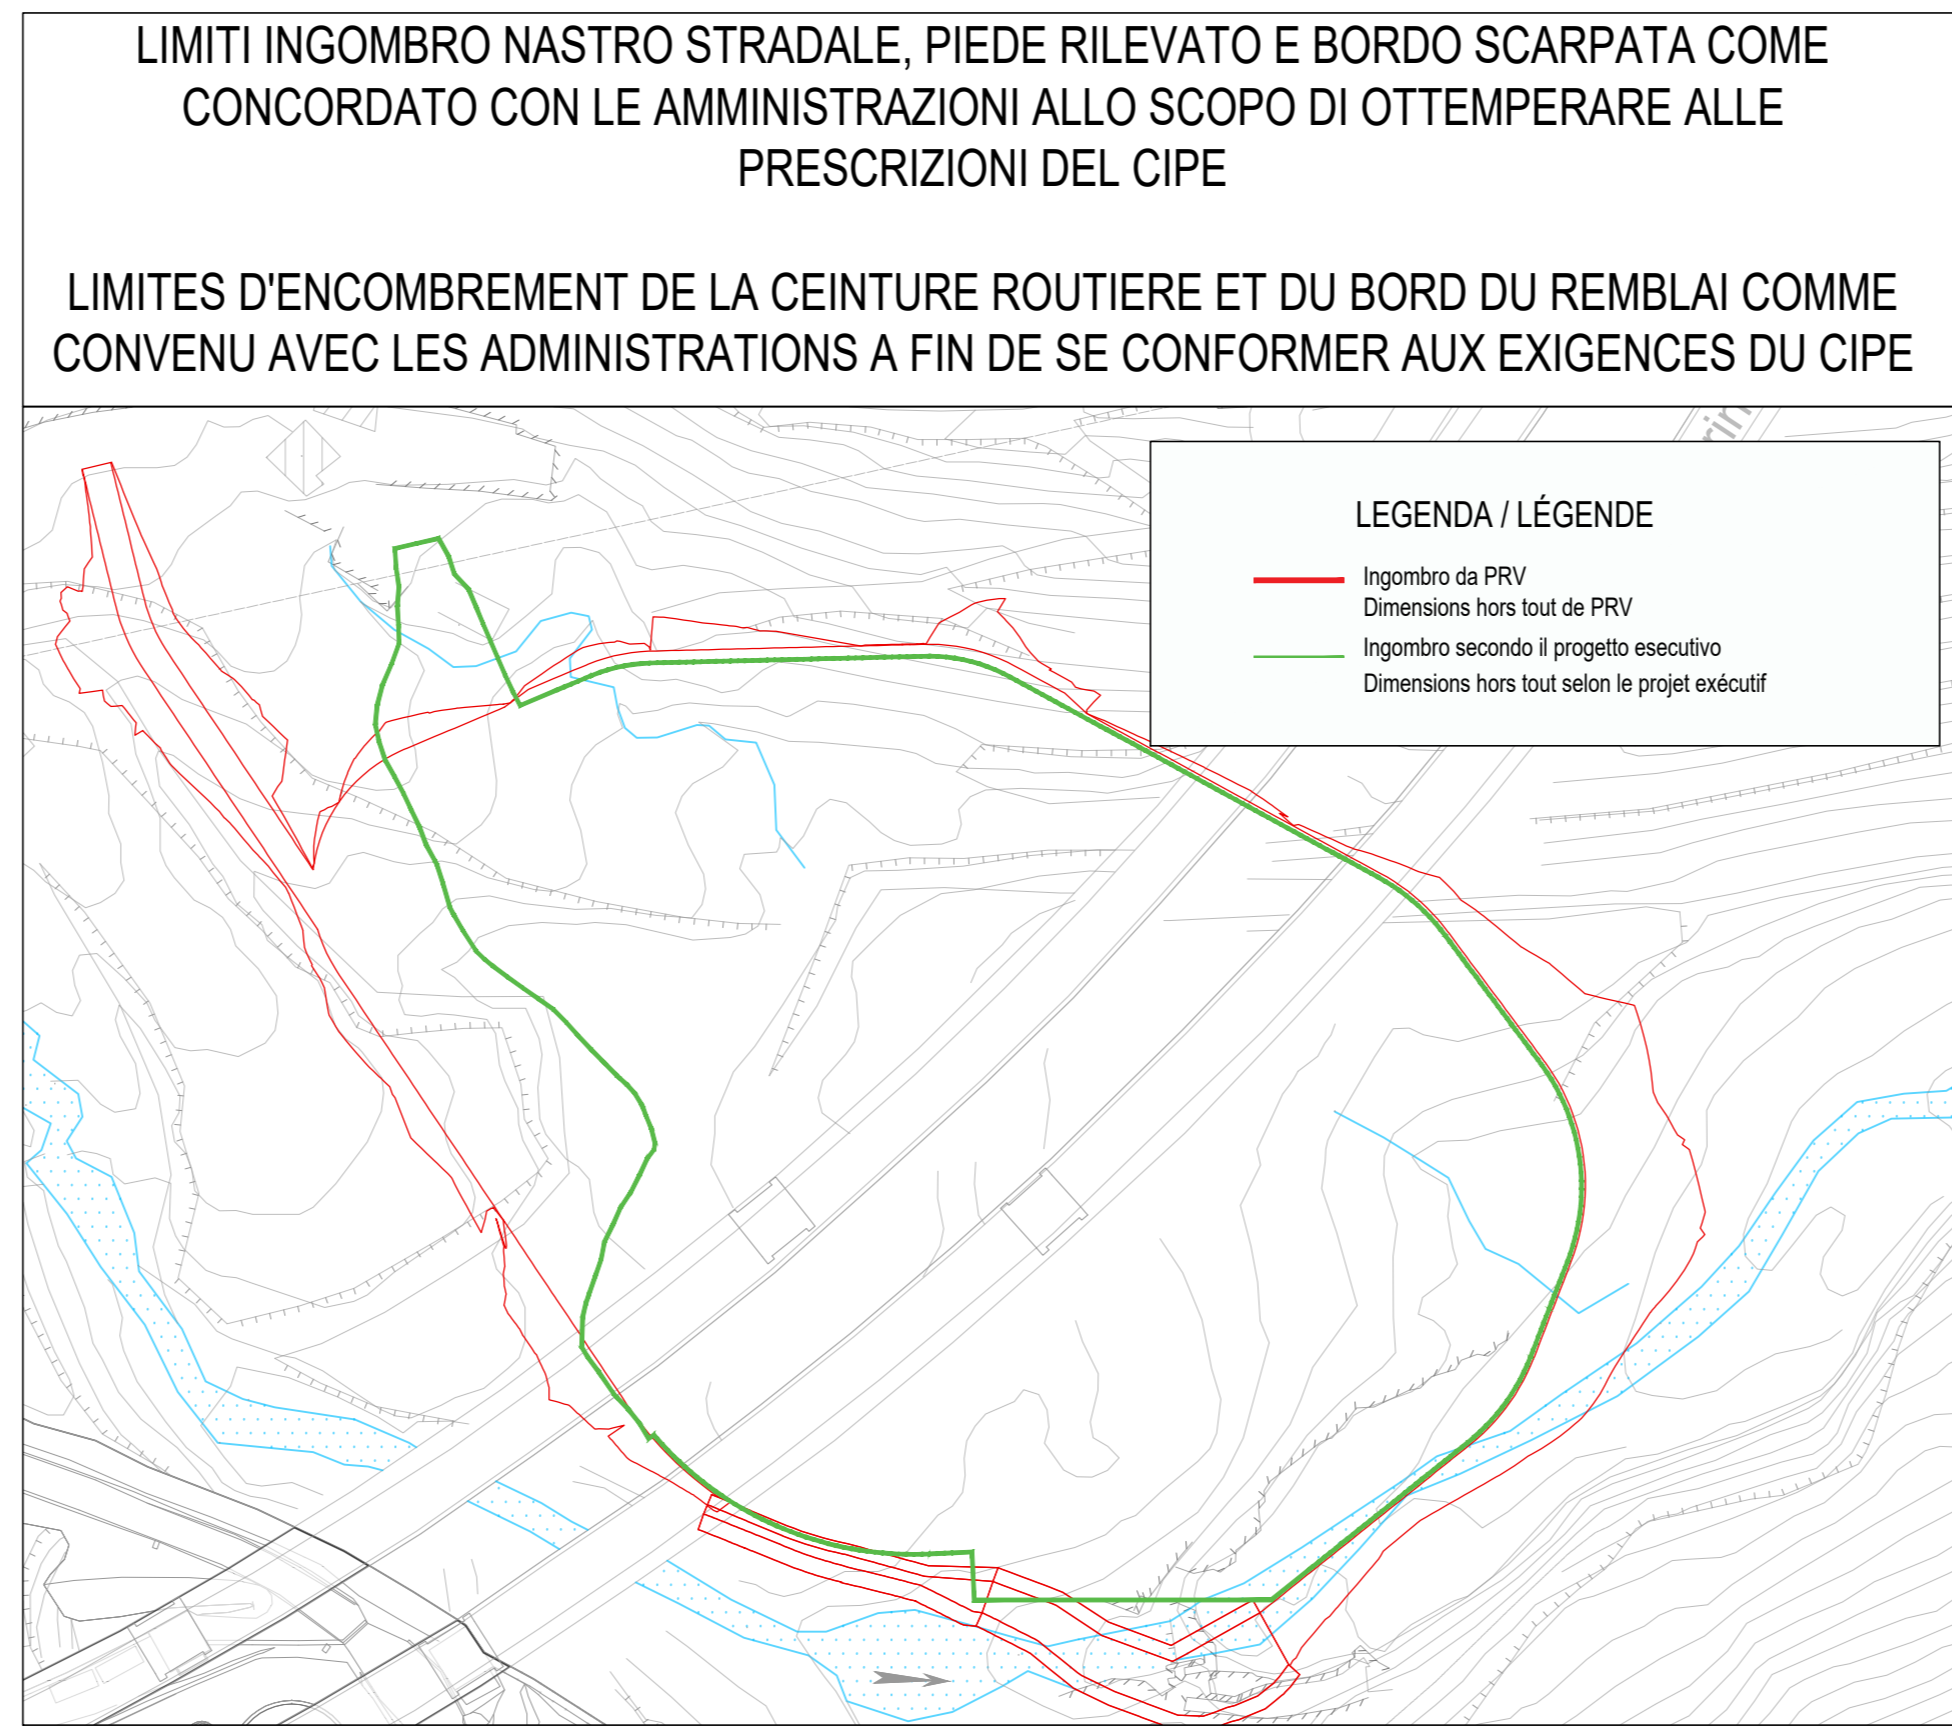 LIMITI INGOMBRO NASTRO STRADALE, PIEDE RILEVATO E BORDO SCARPATA COME
CONCORDATO CON LE AMMINISTRAZIONI ALLO SCOPO DI OTTEMPERARE ALLE
PRESCRIZIONI DEL CIPE
LIMITES D'ENCOMBREMENT DE LA CEINTURE ROUTIERE ET DU BORD DU REMBLAI COMME
CONVENU AVEC LES ADMINISTRATIONS A FIN DE SE CONFORMER AUX EXIGENCES DU CIPE
LEGENDA / LÉGENDE
Ingombro da PRV
Dimensions hors tout de PRV
Ingombro secondo il progetto esecutivo
Dimensions hors tout selon le projet exécutif